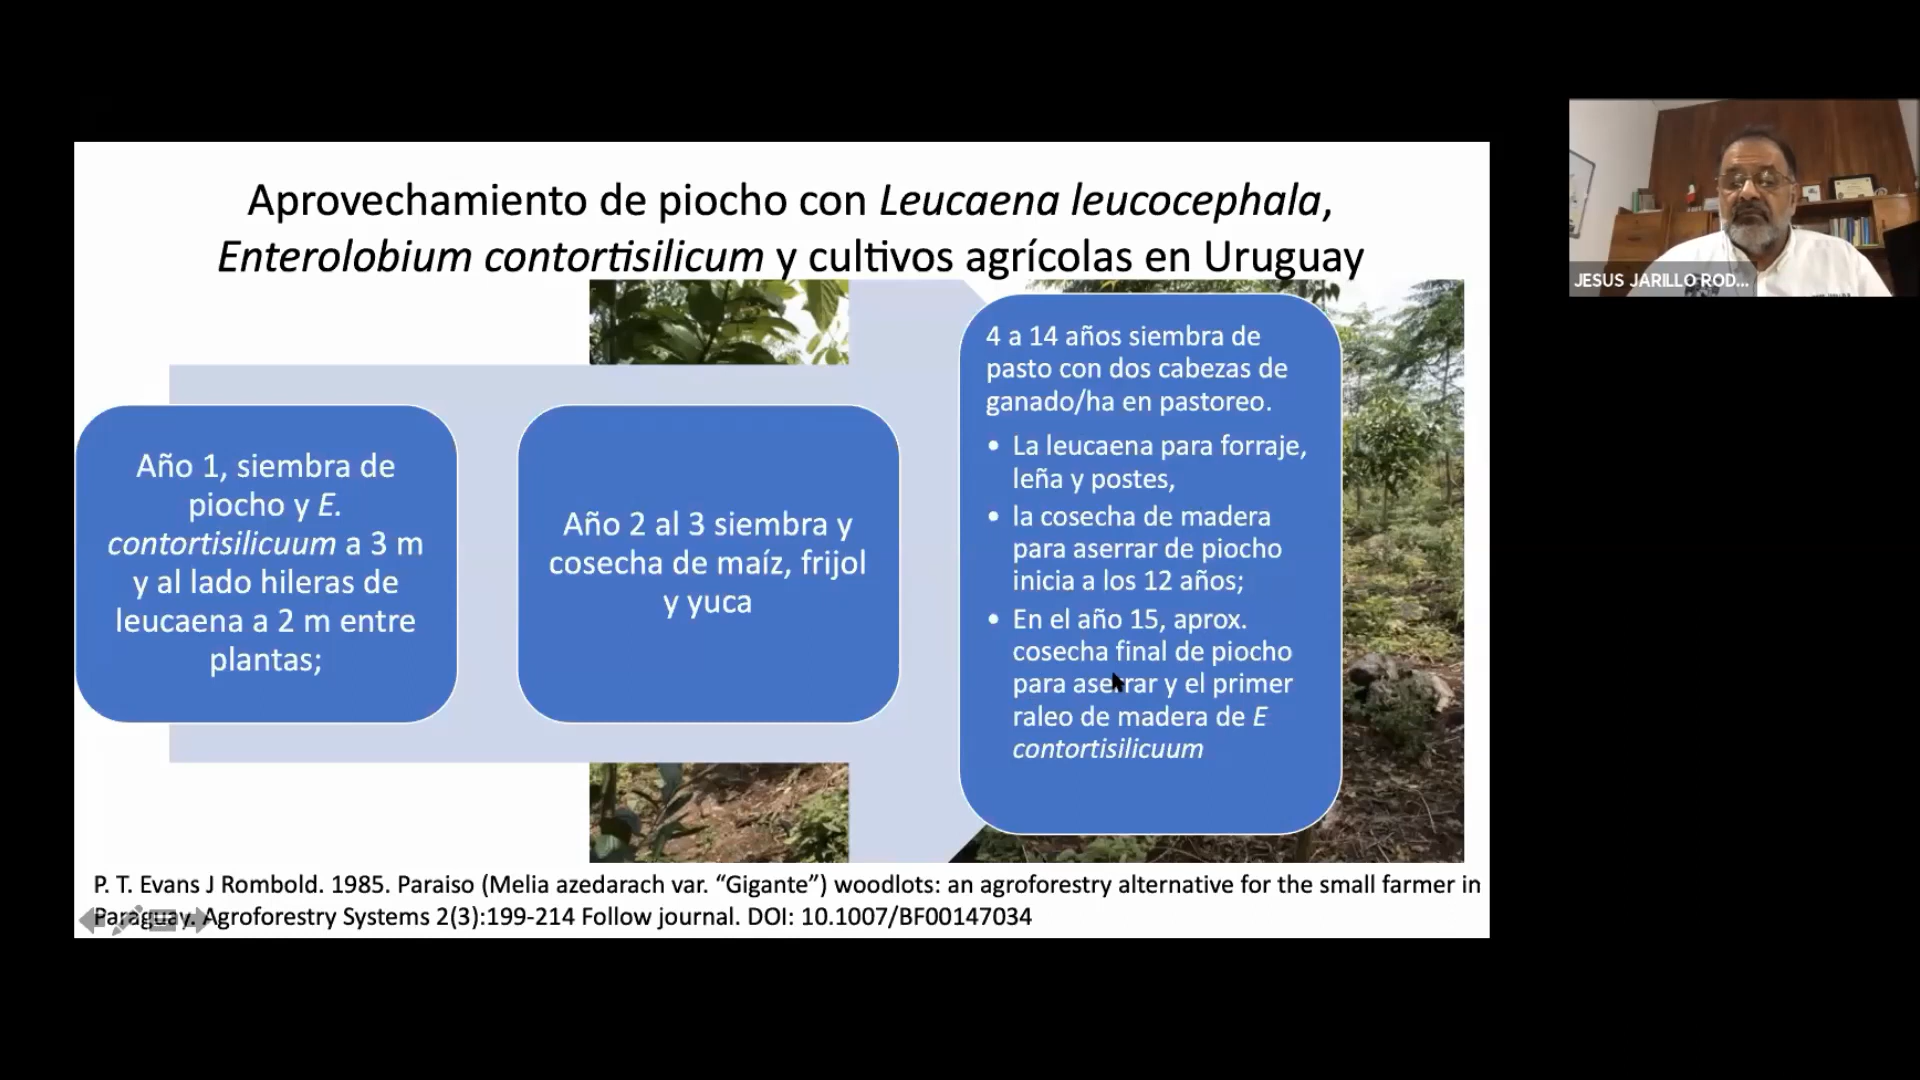 Aprovechamiento de piocho con Leucaena leucocephala,
Enterolobium contortisilicum y cultivos agrícolas en Uruguay
Año 1, siembra de
piocho y E.
contortisilicuum a 3 m
y al lado hileras de
leucaena a 2 m entre
plantas;
Año 2 al 3 siembra y
cosecha de maíz, frijol
y yuca
4 a 14 años siembra de
pasto con dos cabezas de
ganado/ha en pastoreo.
• La leucaena para forraje,
leña y postes,
• la cosecha de madera
para aserrar de piocho
inicia a los 12 años;
• En el año 15, aprox.
cosecha final de piocho
para aserrar y el primer
raleo de madera de E
contortisilicuum
P. T. Evans J Rombold. 1985. Paraiso (Melia azedarach var. “Gigante”) woodlots: an agroforestry alternative for the small farmer in
Paraguay. Agroforestry Systems 2(3):199-214 Follow journal. DOI: 10.1007/BF00147034
JESUS JARILLO ROD...